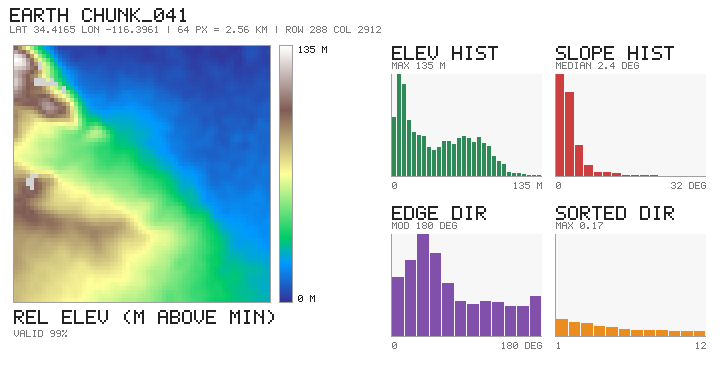 EARTH CHUNK_041
LAT 34.4165 LON -116.3961 | 64 PX = 2.56 KM | ROW 288 COL 2912
135 M
0 M
REL ELEV (M ABOVE MIN)
VALID 99%
ELEV HIST
MAX 135 M
0 135 M
SLOPE HIST
MEDIAN 2.4 DEG
0 32 DEG
EDGE DIR
MOD 180 DEG
0 180 DEG
SORTED DIR
MAX 0.17
1 12